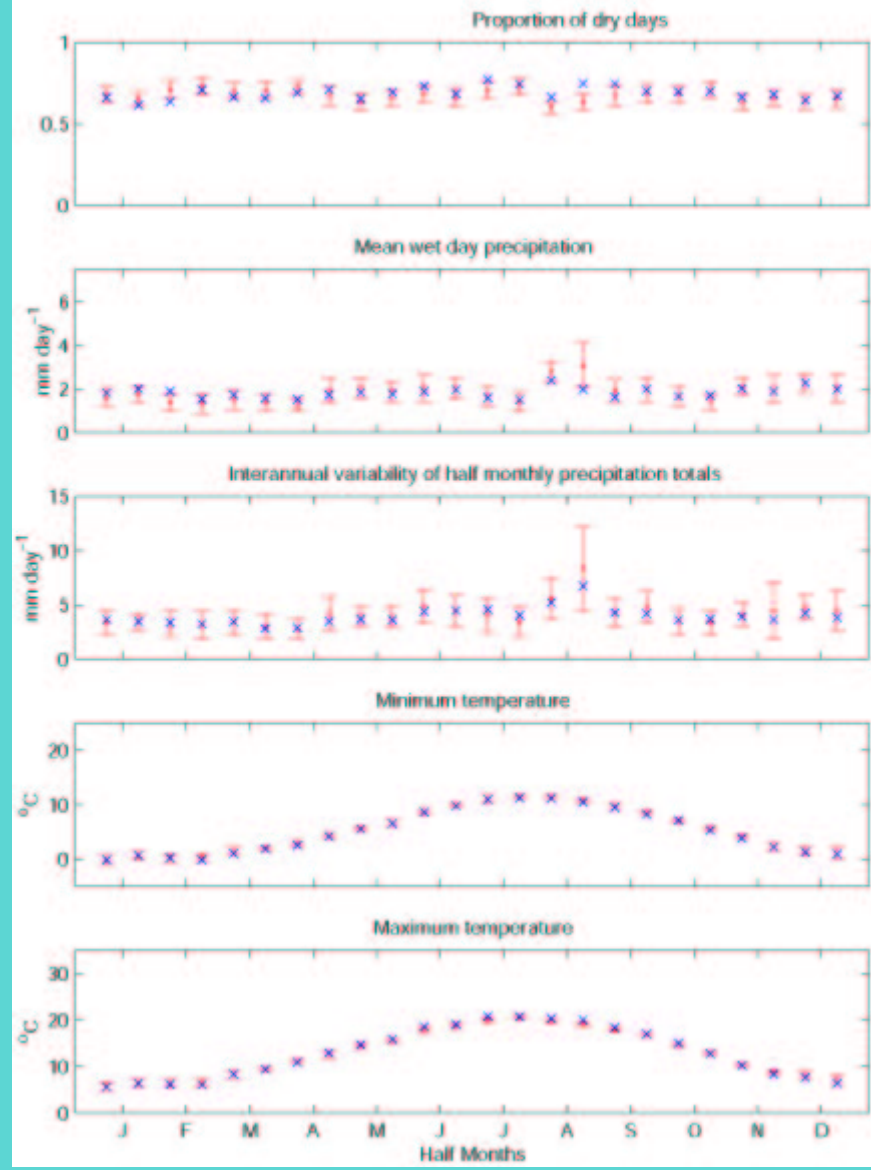 Proportion of dry days
1
0.5
0
Mean wet day precipitation
6
4
2
0
mm day⁻¹
Interannual variability of half monthly precipitation totals
15
10
5
0
mm day⁻¹
Minimum temperature
20
10
0
⁰C
Maximum temperature
30
20
10
0
⁰C
J F M A M J J A S O N D
Half Months